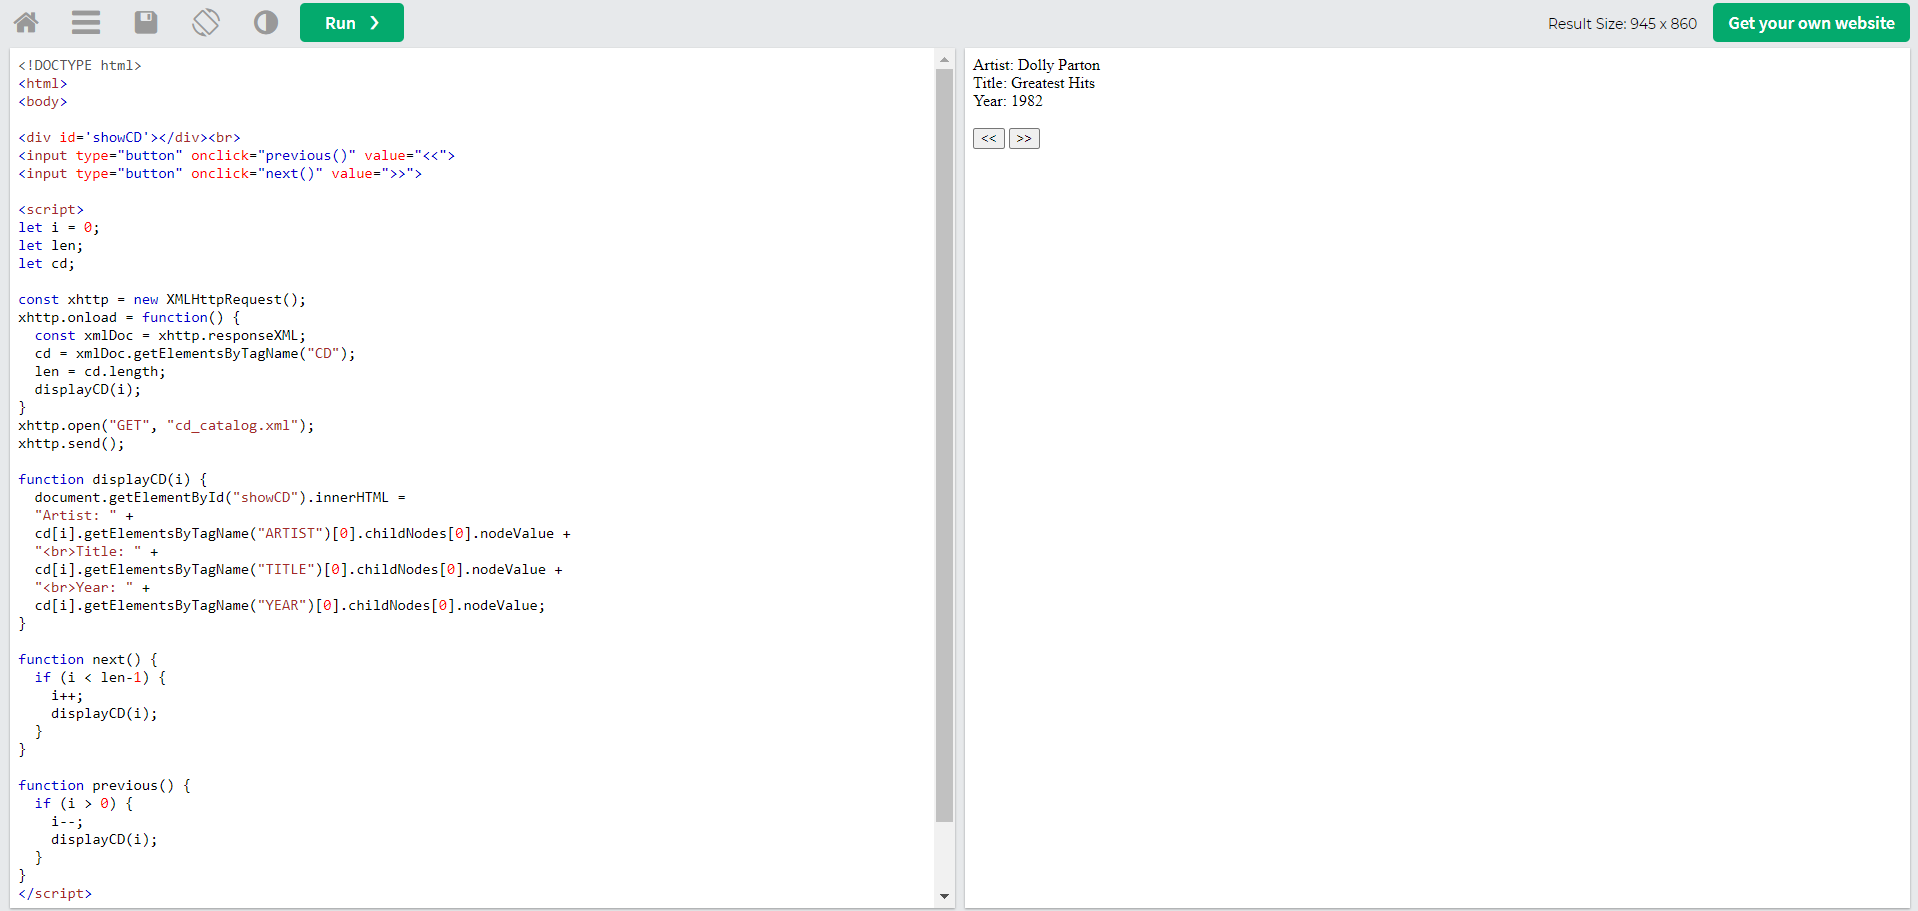 Run ❯
Result Size: 945 x 860
Get your own website
<!DOCTYPE html>
<html>
<body>
<div id='showCD'></div><br>
<input type="button" onclick="previous()" value="<<">
<input type="button" onclick="next()" value=">>">
<script>
let i = 0;
let len;
let cd;
const xhttp = new XMLHttpRequest();
xhttp.onload = function() {
  const xmlDoc = xhttp.responseXML;
  cd = xmlDoc.getElementsByTagName("CD");
  len = cd.length;
  displayCD(i);
}
xhttp.open("GET", "cd_catalog.xml");
xhttp.send();
function displayCD(i) {
  document.getElementById("showCD").innerHTML =
  "Artist: " +
  cd[i].getElementsByTagName("ARTIST")[0].childNodes[0].nodeValue +
  "<br>Title: " +
  cd[i].getElementsByTagName("TITLE")[0].childNodes[0].nodeValue +
  "<br>Year: " +
  cd[i].getElementsByTagName("YEAR")[0].childNodes[0].nodeValue;
}
function next() {
  if (i < len-1) {
    i++;
    displayCD(i);
  }
}
function previous() {
  if (i > 0) {
    i--;
    displayCD(i);
  }
}
</script>
Artist: Dolly Parton
Title: Greatest Hits
Year: 1982
<< >>